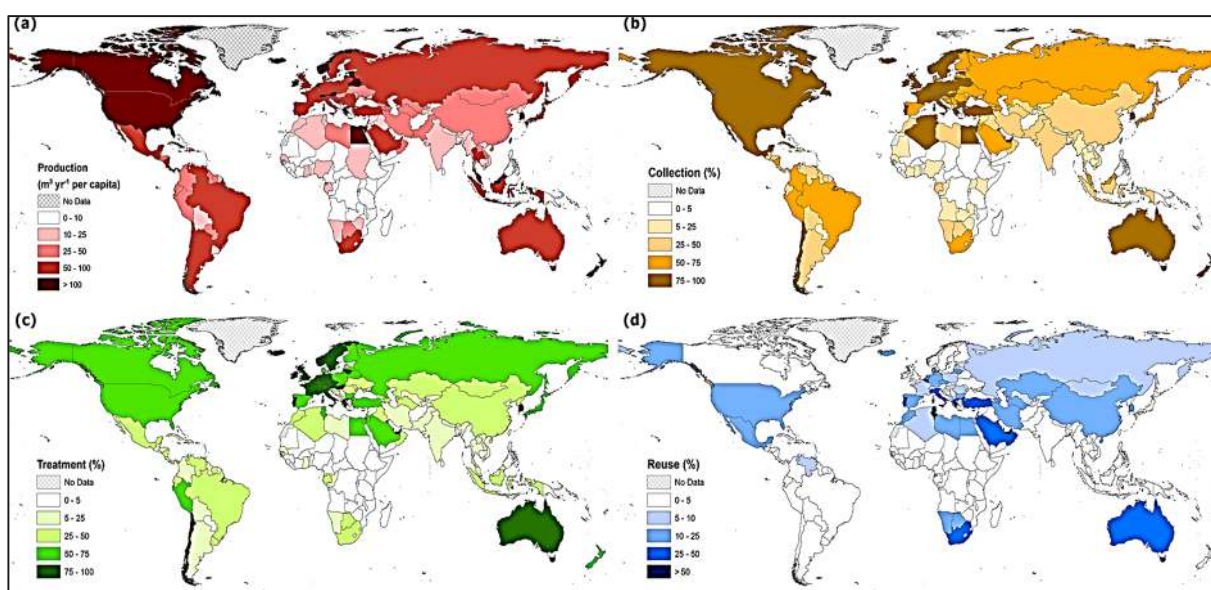 (a)
Production
(m³ yr⁻¹ per capita)
No Data
0 - 10
10 - 25
25 - 50
50 - 100
> 100
(b)
Collection (%)
No Data
0 - 5
5 - 25
25 - 50
50 - 75
75 - 100
(c)
Treatment (%)
No Data
0 - 5
5 - 25
25 - 50
50 - 75
75 - 100
(d)
Reuse (%)
No Data
0 - 5
5 - 10
10 - 25
25 - 50
> 50